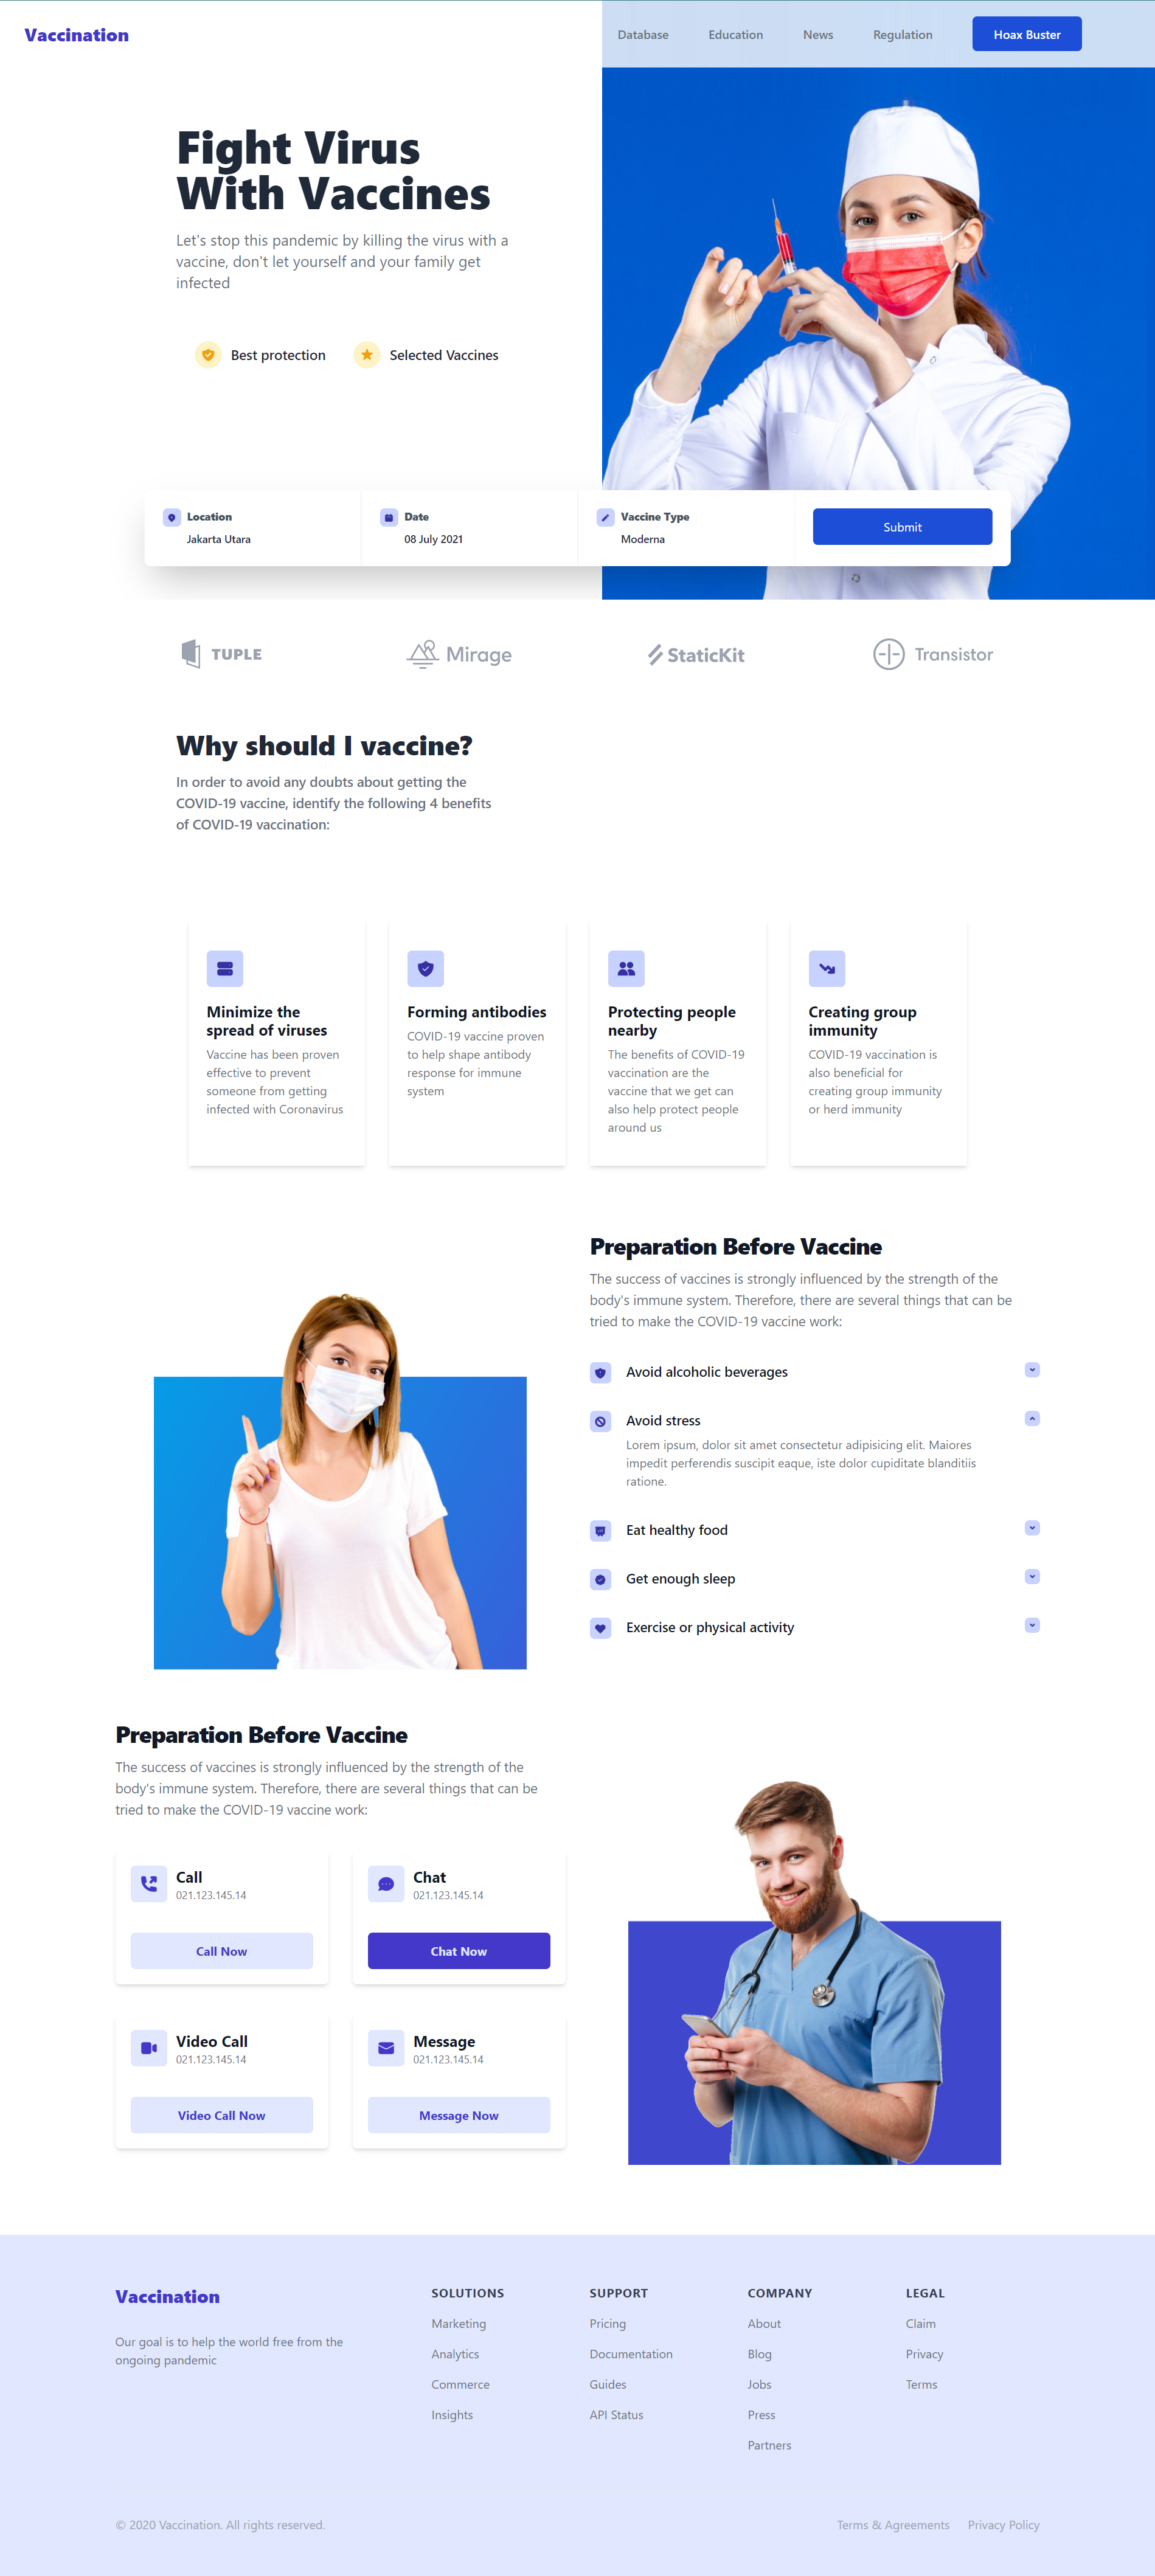 Vaccination
Database
Education
News
Regulation
Hoax Buster
Fight Virus
With Vaccines
Let's stop this pandemic by killing the virus with a
vaccine, don't let yourself and your family get
infected
Best protection
Selected Vaccines
Location
Jakarta Utara
Date
08 July 2021
Vaccine Type
Moderna
Submit
TUPLE
Mirage
StaticKit
Transistor
Why should I vaccine?
In order to avoid any doubts about getting the
COVID-19 vaccine, identify the following 4 benefits
of COVID-19 vaccination:
Minimize the
spread of viruses
Vaccine has been proven
effective to prevent
someone from getting
infected with Coronavirus
Forming antibodies
COVID-19 vaccine proven
to help shape antibody
response for immune
system
Protecting people
nearby
The benefits of COVID-19
vaccination are the
vaccine that we get can
also help protect people
around us
Creating group
immunity
COVID-19 vaccination is
also beneficial for
creating group immunity
or herd immunity
Preparation Before Vaccine
The success of vaccines is strongly influenced by the strength of the
body's immune system. Therefore, there are several things that can be
tried to make the COVID-19 vaccine work:
Avoid alcoholic beverages
Avoid stress
Lorem ipsum, dolor sit amet consectetur adipisicing elit. Maiores
impedit perferendis suscipit eaque, iste dolor cupiditate blanditiis
ratione.
Eat healthy food
Get enough sleep
Exercise or physical activity
Preparation Before Vaccine
The success of vaccines is strongly influenced by the strength of the
body's immune system. Therefore, there are several things that can be
tried to make the COVID-19 vaccine work:
Call
021.123.145.14
Call Now
Chat
021.123.145.14
Chat Now
Video Call
021.123.145.14
Video Call Now
Message
021.123.145.14
Message Now
Vaccination
Our goal is to help the world free from the
ongoing pandemic
SOLUTIONS
Marketing
Analytics
Commerce
Insights
SUPPORT
Pricing
Documentation
Guides
API Status
COMPANY
About
Blog
Jobs
Press
Partners
LEGAL
Claim
Privacy
Terms
© 2020 Vaccination. All rights reserved.
Terms & Agreements
Privacy Policy